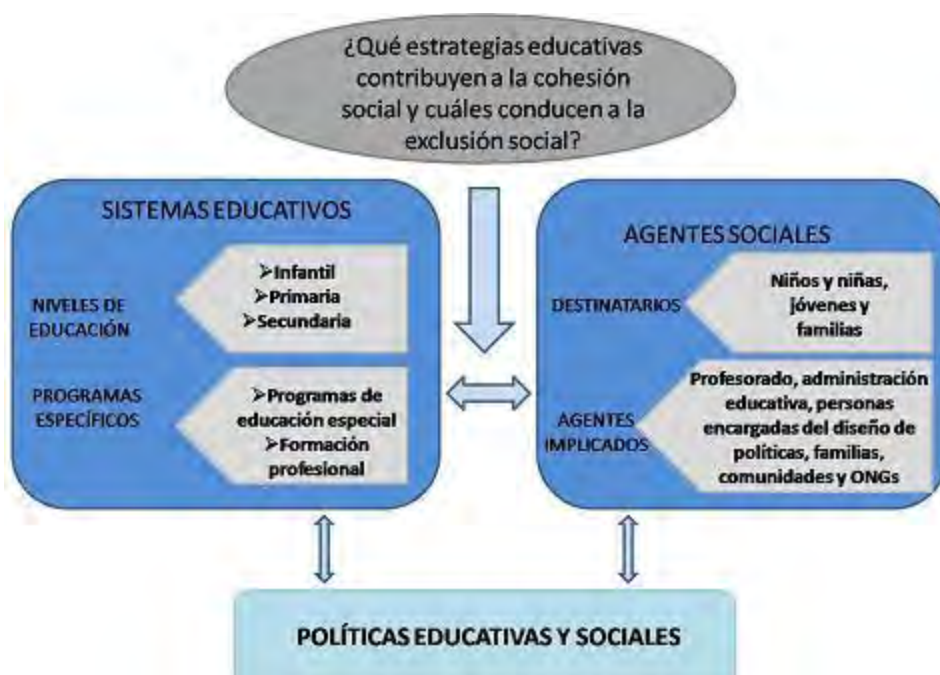 ¿Qué estrategias educativas
contribuyen a la cohesión
social y cuáles conducen a la
exclusión social?
SISTEMAS EDUCATIVOS
NIVELES DE
EDUCACIÓN
➢Infantil
➢Primaria
➢Secundaria
PROGRAMAS
ESPECÍFICOS
➢Programas de
educación especial
➢Formación
profesional
AGENTES SOCIALES
DESTINATARIOS
Niños y niñas,
jóvenes y
familias
AGENTES
IMPLICADOS
Profesorado, administración
educativa, personas
encargadas del diseño de
políticas, familias,
comunidades y ONGs
POLÍTICAS EDUCATIVAS Y SOCIALES